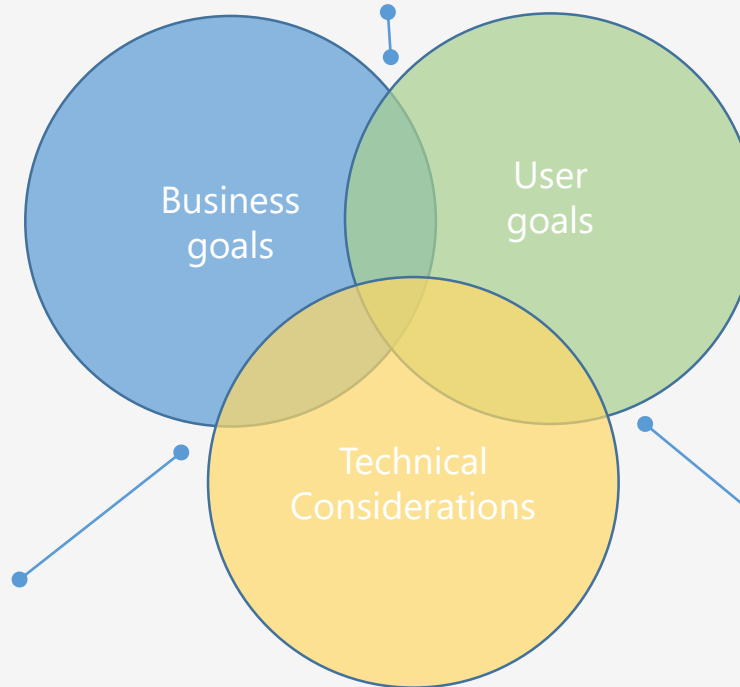 Business
goals
User
goals
Technical
Considerations